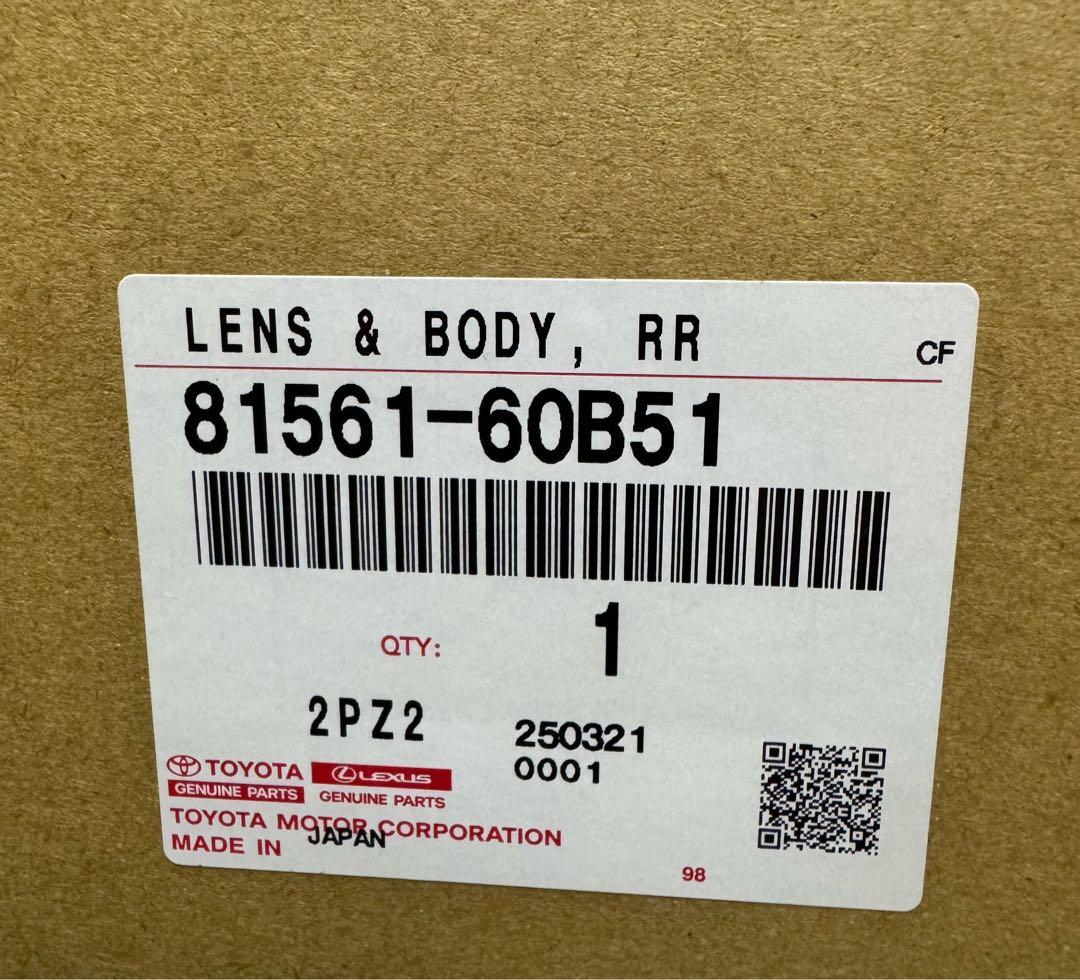 LENS & BODY, RR
CF
81561-60B51
QTY: 1
2PZ2
250321
0001
TOYOTA
GENUINE PARTS
LEXUS
GENUINE PARTS
TOYOTA MOTOR CORPORATION
MADE IN JAPAN
98